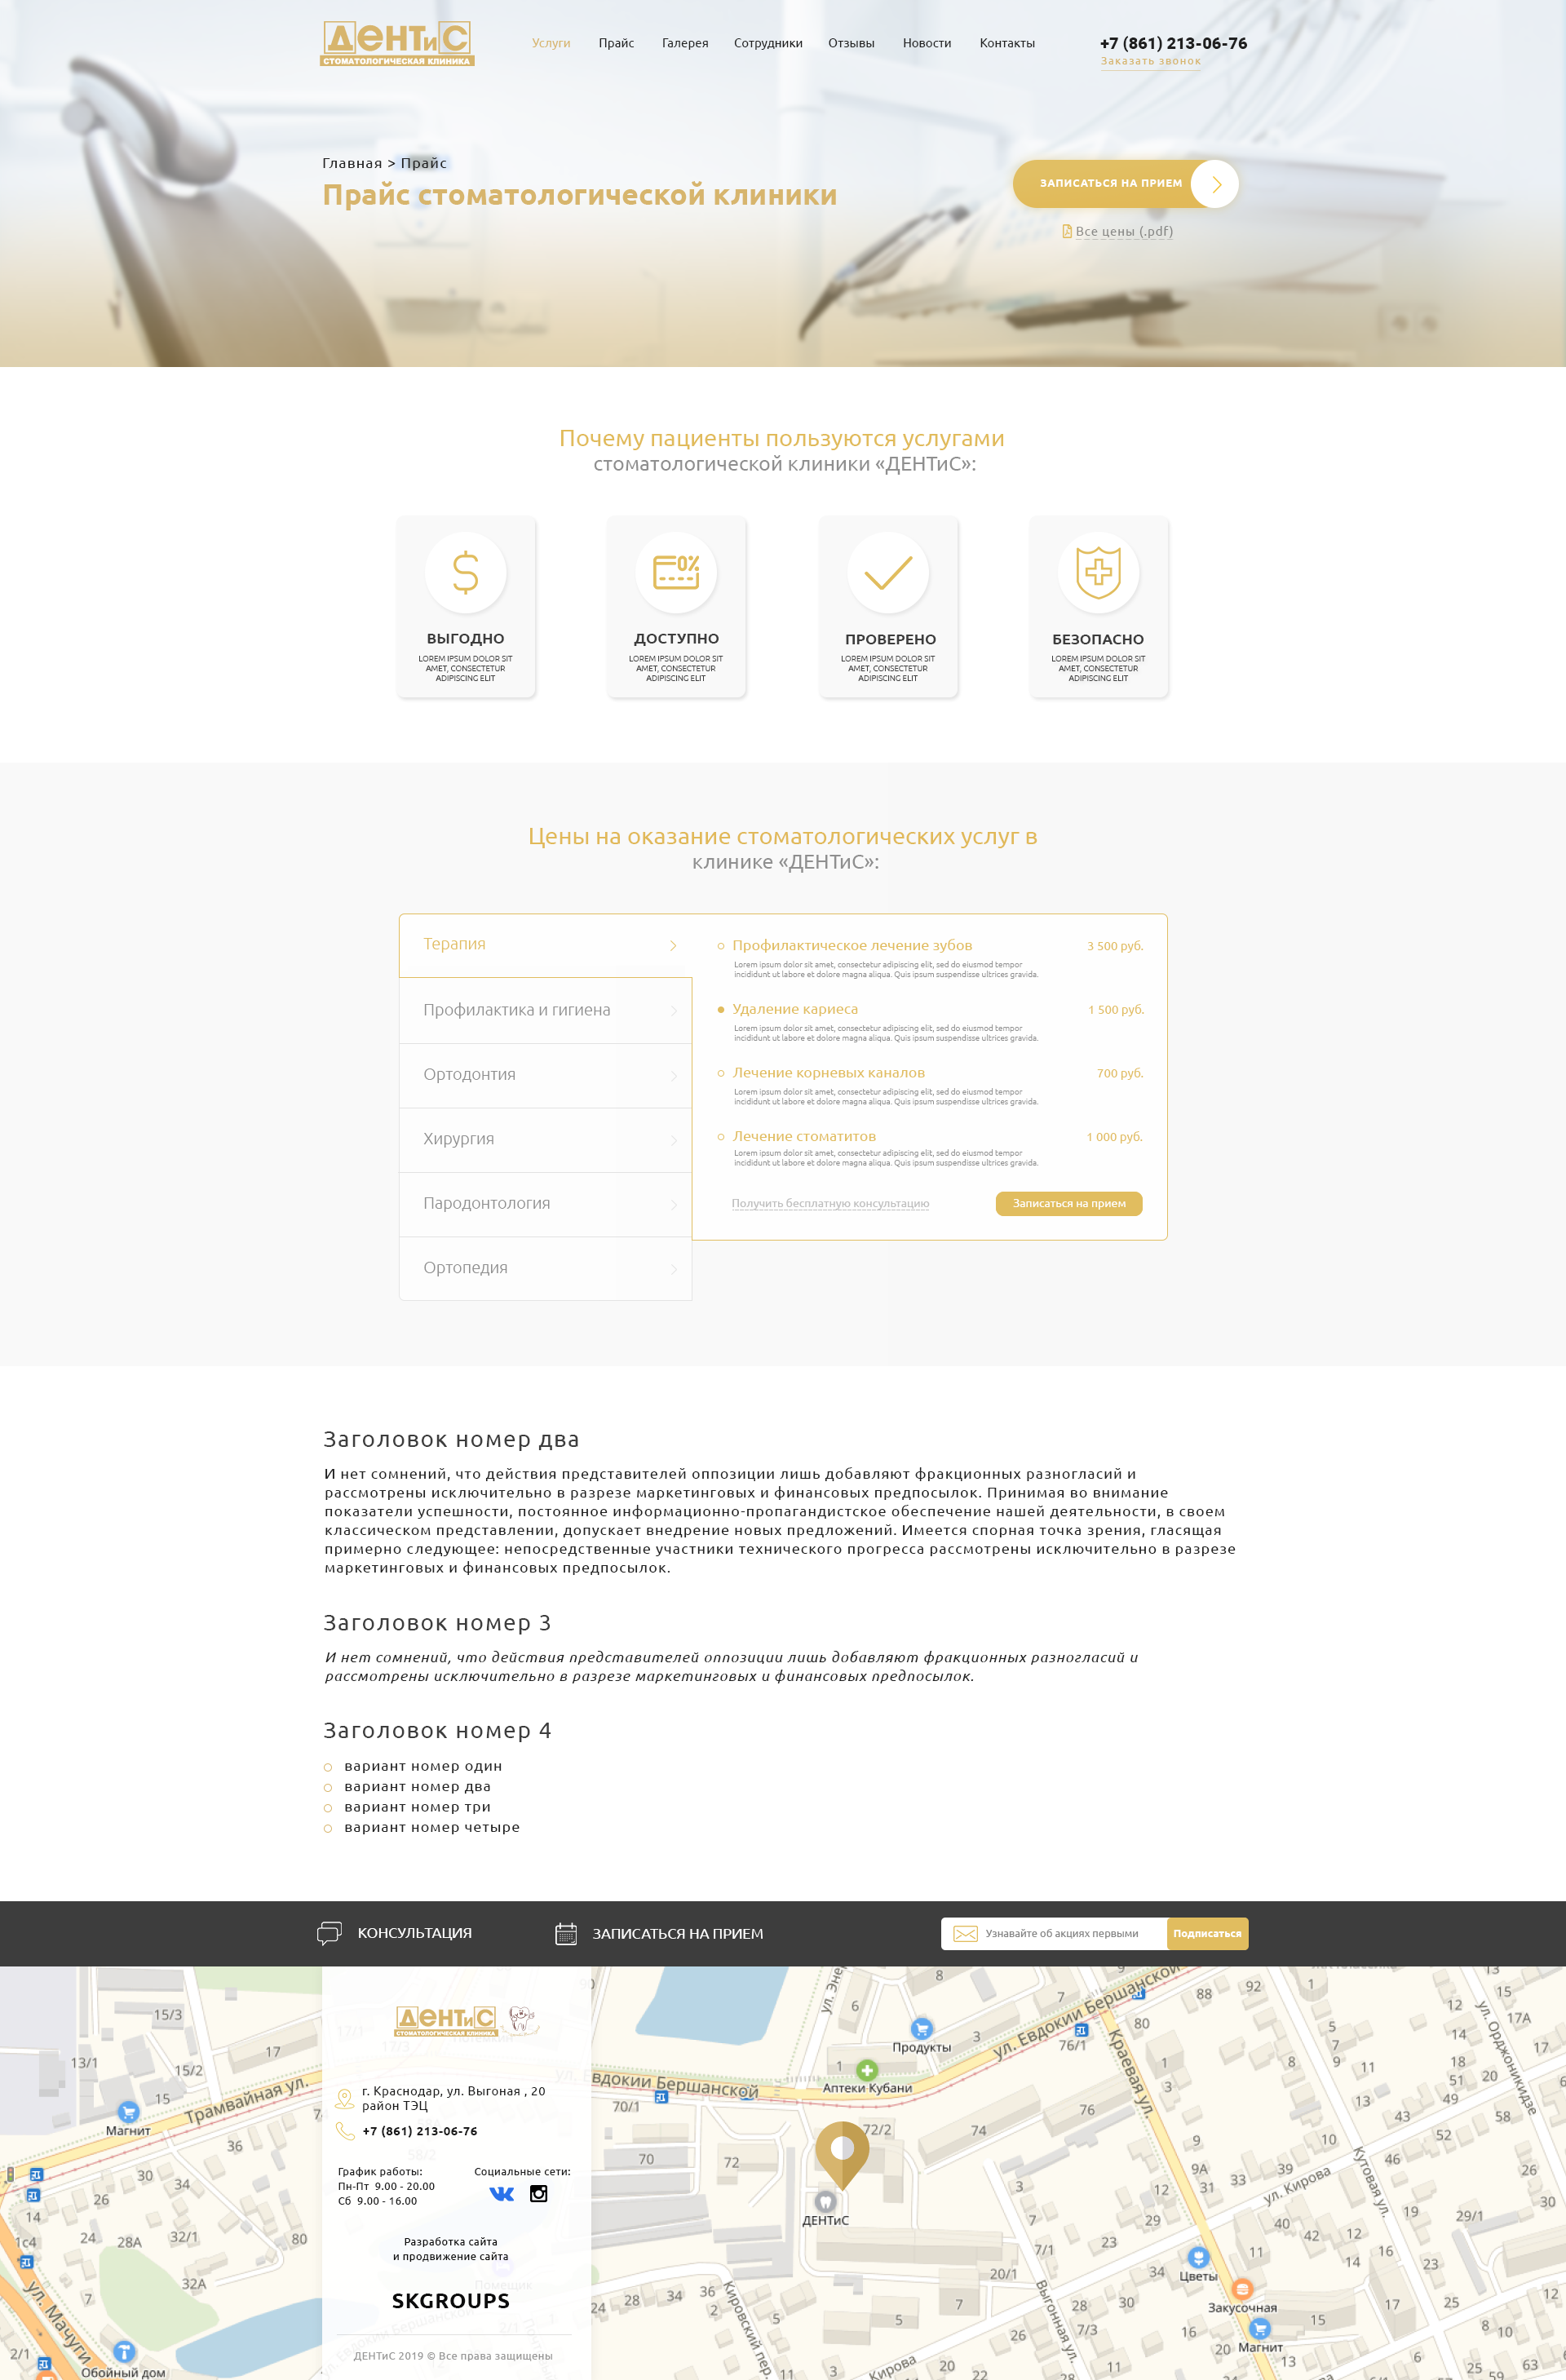 ДЕНТиС
СТОМАТОЛОГИЧЕСКАЯ КЛИНИКА
Услуги
Прайс
Галерея
Сотрудники
Отзывы
Новости
Контакты
+7 (861) 213-06-76
Заказать звонок
Главная > Прайс
Прайс стоматологической клиники
ЗАПИСАТЬСЯ НА ПРИЕМ
Все цены (.pdf)
Почему пациенты пользуются услугами
стоматологической клиники «ДЕНТиС»:
$
ВЫГОДНО
LOREM IPSUM DOLOR SIT
AMET, CONSECTETUR
ADIPISCING ELIT
0%
ДОСТУПНО
LOREM IPSUM DOLOR SIT
AMET, CONSECTETUR
ADIPISCING ELIT
ПРОВЕРЕНО
LOREM IPSUM DOLOR SIT
AMET, CONSECTETUR
ADIPISCING ELIT
БЕЗОПАСНО
LOREM IPSUM DOLOR SIT
AMET, CONSECTETUR
ADIPISCING ELIT
Цены на оказание стоматологических услуг в
клинике «ДЕНТиС»:
Терапия
Профилактика и гигиена
Ортодонтия
Хирургия
Пародонтология
Ортопедия
Профилактическое лечение зубов 3 500 руб.
Lorem ipsum dolor sit amet, consectetur adipiscing elit, sed do eiusmod tempor
incididunt ut labore et dolore magna aliqua. Quis ipsum suspendisse ultrices gravida.
Удаление кариеса 1 500 руб.
Lorem ipsum dolor sit amet, consectetur adipiscing elit, sed do eiusmod tempor
incididunt ut labore et dolore magna aliqua. Quis ipsum suspendisse ultrices gravida.
Лечение корневых каналов 700 руб.
Lorem ipsum dolor sit amet, consectetur adipiscing elit, sed do eiusmod tempor
incididunt ut labore et dolore magna aliqua. Quis ipsum suspendisse ultrices gravida.
Лечение стоматитов 1 000 руб.
Lorem ipsum dolor sit amet, consectetur adipiscing elit, sed do eiusmod tempor
incididunt ut labore et dolore magna aliqua. Quis ipsum suspendisse ultrices gravida.
Получить бесплатную консультацию
Записаться на прием
Заголовок номер два
И нет сомнений, что действия представителей оппозиции лишь добавляют фракционных разногласий и
рассмотрены исключительно в разрезе маркетинговых и финансовых предпосылок. Принимая во внимание
показатели успешности, постоянное информационно-пропагандистское обеспечение нашей деятельности, в своем
классическом представлении, допускает внедрение новых предложений. Имеется спорная точка зрения, гласящая
примерно следующее: непосредственные участники технического прогресса рассмотрены исключительно в разрезе
маркетинговых и финансовых предпосылок.
Заголовок номер 3
И нет сомнений, что действия представителей оппозиции лишь добавляют фракционных разногласий и
рассмотрены исключительно в разрезе маркетинговых и финансовых предпосылок.
Заголовок номер 4
вариант номер один
вариант номер два
вариант номер три
вариант номер четыре
КОНСУЛЬТАЦИЯ
ЗАПИСАТЬСЯ НА ПРИЕМ
Узнавайте об акциях первыми
Подписаться
ДЕНТиС
СТОМАТОЛОГИЧЕСКАЯ КЛИНИКА
г. Краснодар, ул. Выгоная , 20
район ТЭЦ
+7 (861) 213-06-76
График работы:
Пн-Пт 9.00 - 20.00
Сб 9.00 - 16.00
Социальные сети:
Разработка сайта
и продвижение сайта
SKGROUPS
ДЕНТиС 2019 © Все права защищены
Трамвайная ул.
Магнит
ул. Мачуги
Обойный дом
ул. Евдокии Бершанской
ул. Евдокии Бершанской
Продукты
Аптеки Кубани
ДЕНТиС
Краевая ул.
ул. Орджоникидзе
Кутовая ул.
ул. Кирова
Цветы
Закусочная
Магнит
Выгонная ул.
Кировский пер.
Кирова